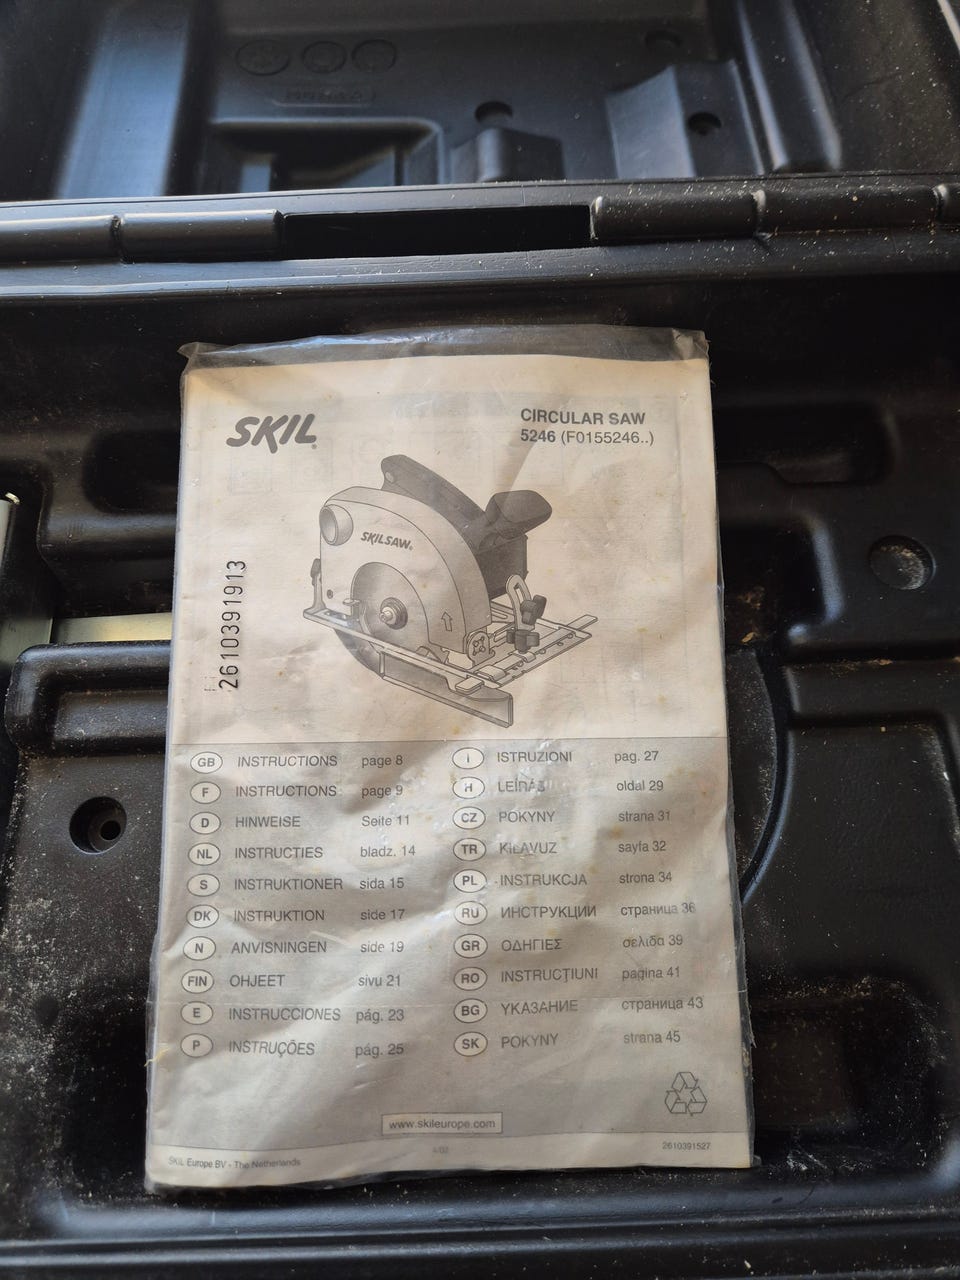 SKIL
CIRCULAR SAW
5246 (F0155246..)
SKILSAW
2610391913
GB INSTRUCTIONS page 8
F INSTRUCTIONS page 9
D HINWEISE Seite 11
NL INSTRUCTIES bladz. 14
S INSTRUKTIONER sida 15
DK INSTRUKTION side 17
N ANVISNINGEN side 19
FIN OHJEET sivu 21
E INSTRUCCIONES pág. 23
P INSTRUÇÕES pág. 25
I ISTRUZIONI pag. 27
H LEÍRÁS oldal 29
CZ POKYNY strana 31
TR KILAVUZ sayfa 32
PL INSTRUKCJA strona 34
RU ИНСТРУКЦИИ страница 36
GR ΟΔΗΓΙΕΣ σελιδα 39
RO INSTRUCŢIUNI pagina 41
BG УКАЗАНИЕ страница 43
SK POKYNY strana 45
www.skileurope.com
SKIL Europe BV - The Netherlands
4/02
2610391527